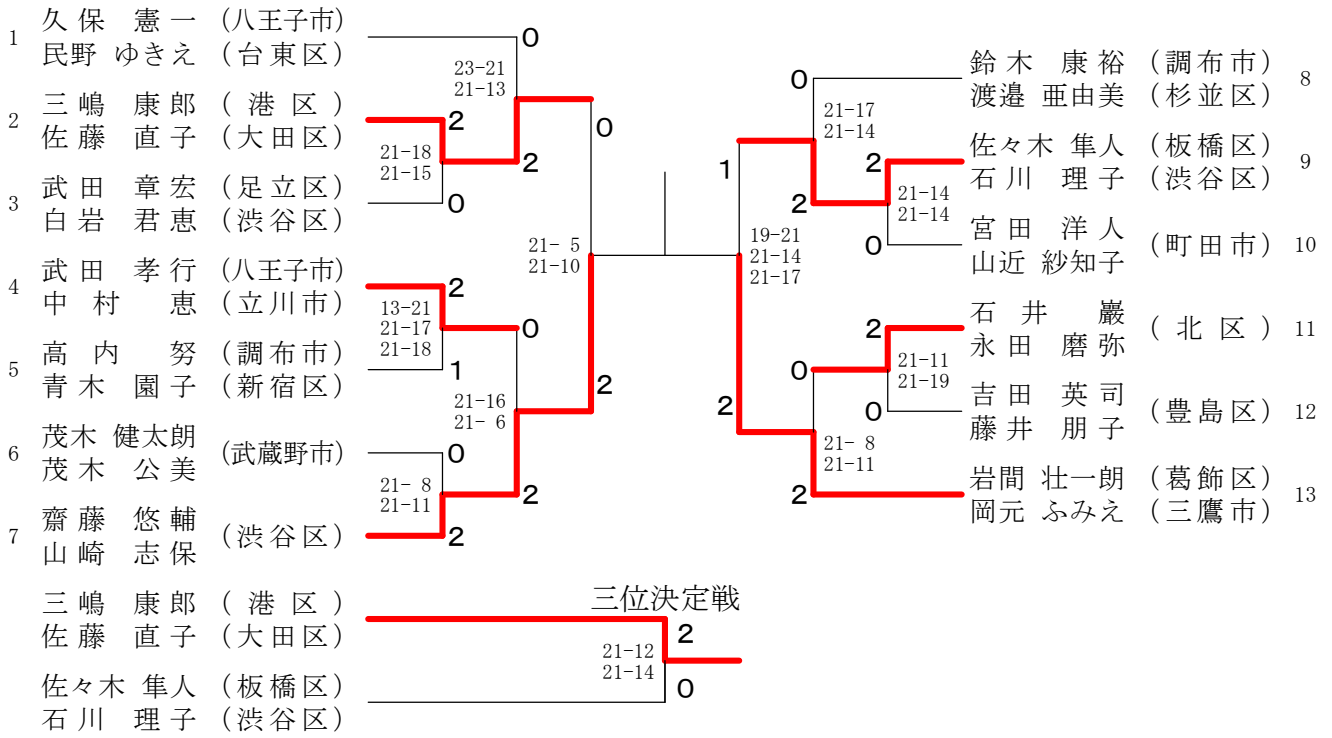 1 久保 憲一 (八王子市)
民野 ゆきえ (台東区)
0
23-21
21-13
2 三嶋 康郎 (港区)
佐藤 直子 (大田区)
2
21-18
21-15
2
0
3 武田 章宏 (足立区)
白岩 君恵 (渋谷区)
0
21- 5
21-10
4 武田 孝行 (八王子市)
中村 恵 (立川市)
2
13-21
21-17
21-18
0
5 高内 努 (調布市)
青木 園子 (新宿区)
1
21-16
21- 6
2
6 茂木 健太朗 (武蔵野市)
茂木 公美
0
21- 8
21-11
2
7 齋藤 悠輔 (渋谷区)
山崎 志保
2
0
鈴木 康裕 (調布市) 8
渡邉 亜由美 (杉並区)
21-17
21-14
1
2
佐々木 隼人 (板橋区) 9
石川 理子 (渋谷区)
2
21-14
21-14
0
宮田 洋人 (町田市) 10
山近 紗知子
19-21
21-14
21-17
2
石井 巖 (北区) 11
永田 磨弥
0
21-11
21-19
2
0
吉田 英司 (豊島区) 12
藤井 朋子
21- 8
21-11
2
岩間 壮一朗 (葛飾区) 13
岡元 ふみえ (三鷹市)
三位決定戦
三嶋 康郎 (港区)
佐藤 直子 (大田区)
2
21-12
21-14
0
佐々木 隼人 (板橋区)
石川 理子 (渋谷区)